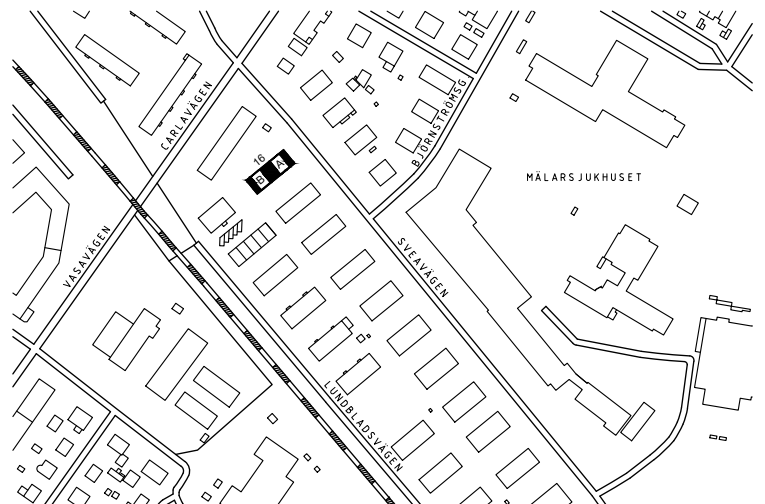 CARLAVÄGEN
BJÖRNSTRÖMSG
16
A
B
MÄLARSJUKHUSET
VASAVÄGEN
SVEAVÄGEN
LUNDBLADSVÄGEN